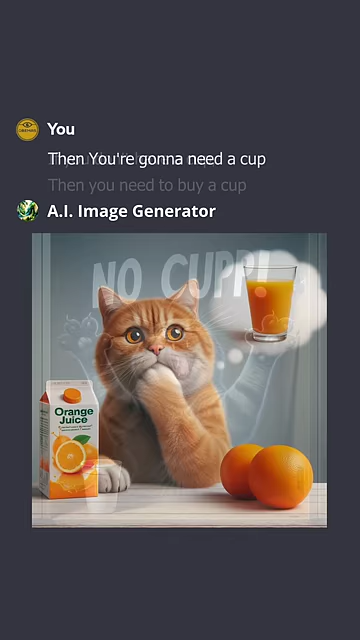 You
Then You're gonna need a cup
Then you need to buy a cup
A.I. Image Generator
NO CUPP!
Orange
Juice